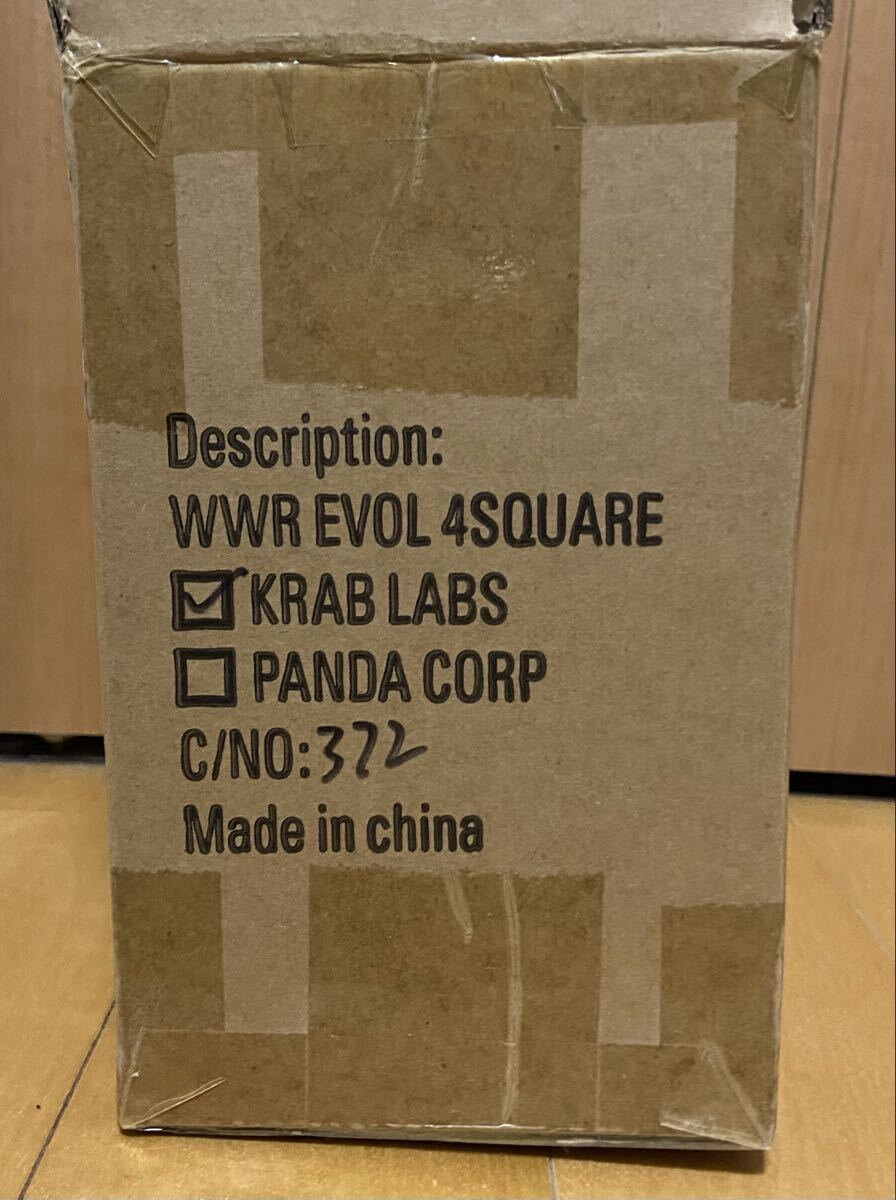 Description:
WWR EVOL 4SQUARE
☑ KRAB LABS
☐ PANDA CORP
C/NO: 372
Made in china